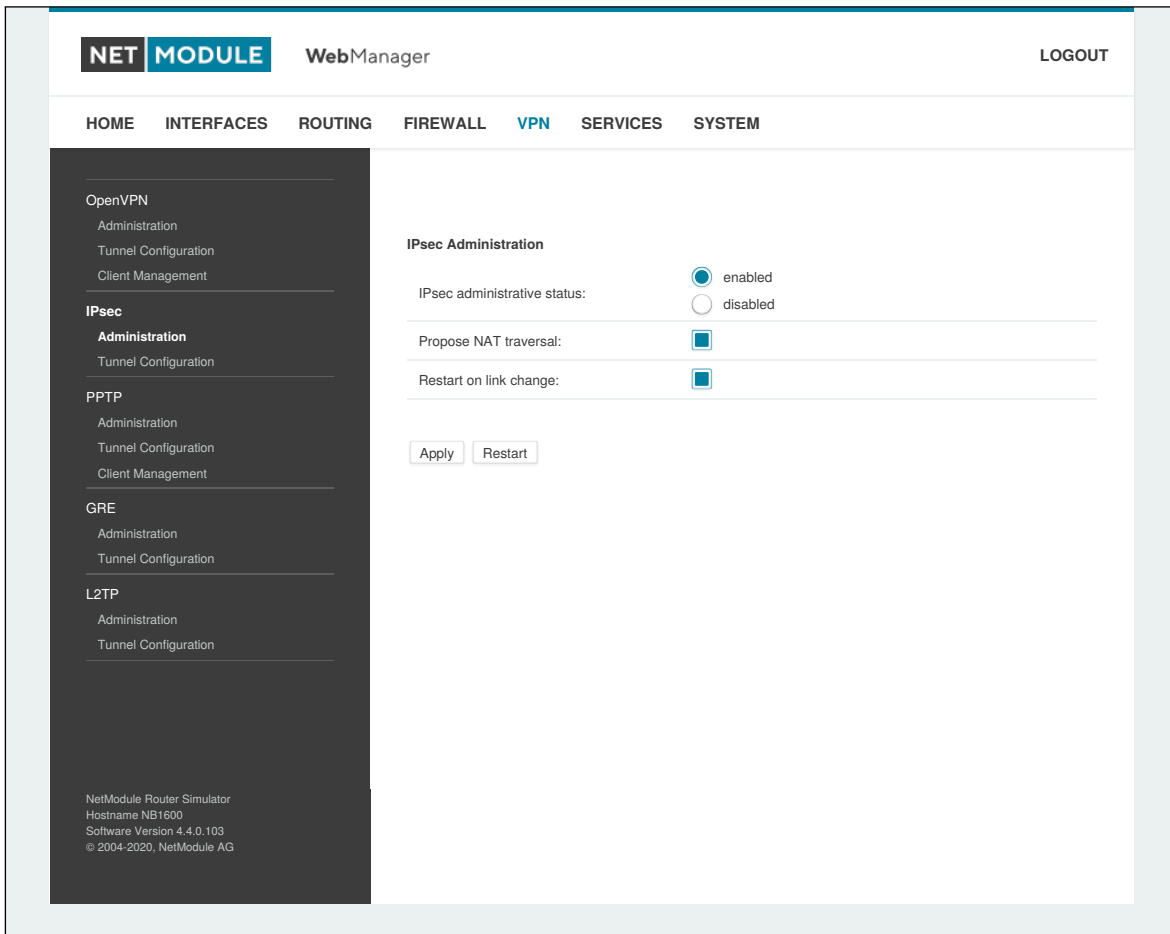 NET MODULE WebManager LOGOUT
HOME INTERFACES ROUTING FIREWALL VPN SERVICES SYSTEM
OpenVPN
Administration
Tunnel Configuration
Client Management
IPsec
Administration
Tunnel Configuration
PPTP
Administration
Tunnel Configuration
Client Management
GRE
Administration
Tunnel Configuration
L2TP
Administration
Tunnel Configuration
NetModule Router Simulator
Hostname NB1600
Software Version 4.4.0.103
© 2004-2020, NetModule AG
IPsec Administration
IPsec administrative status:
enabled
disabled
Propose NAT traversal:
Restart on link change:
Apply Restart